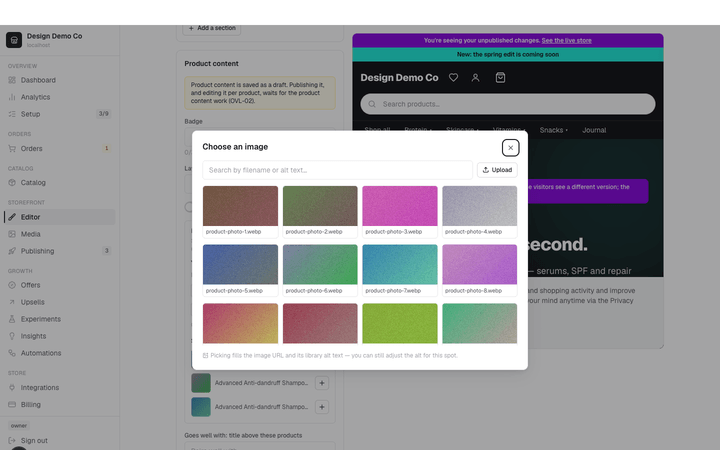 Design Demo Co
localhost
OVERVIEW
Dashboard
Analytics
Setup 3/9
ORDERS
Orders 1
CATALOG
Catalog
STOREFRONT
Editor
Media
Publishing 3
GROWTH
Offers
Upsells
Experiments
Insights
Automations
STORE
Integrations
Billing
owner
Sign out
+ Add a section
Product content
Product content is saved as a draft. Publishing it,
and editing it per product, waits for the product
content work (OVL-02).
Badge
Choose an image
Search by filename or alt text...
Upload
product-photo-1.webp
product-photo-2.webp
product-photo-3.webp
product-photo-4.webp
product-photo-5.webp
product-photo-6.webp
product-photo-7.webp
product-photo-8.webp
Picking fills the image URL and its library alt text — you can still adjust the alt for this spot.
Advanced Anti-dandruff Shampo...
Advanced Anti-dandruff Shampo...
Goes well with: title above these products
You're seeing your unpublished changes. See the live store
New: the spring edit is coming soon
Design Demo Co
Search products...
Shop all Protein Skincare Vitamins Snacks Journal
visitors see a different version; the
second.
— serums, SPF and repair
and shopping activity and improve
your mind anytime via the Privacy